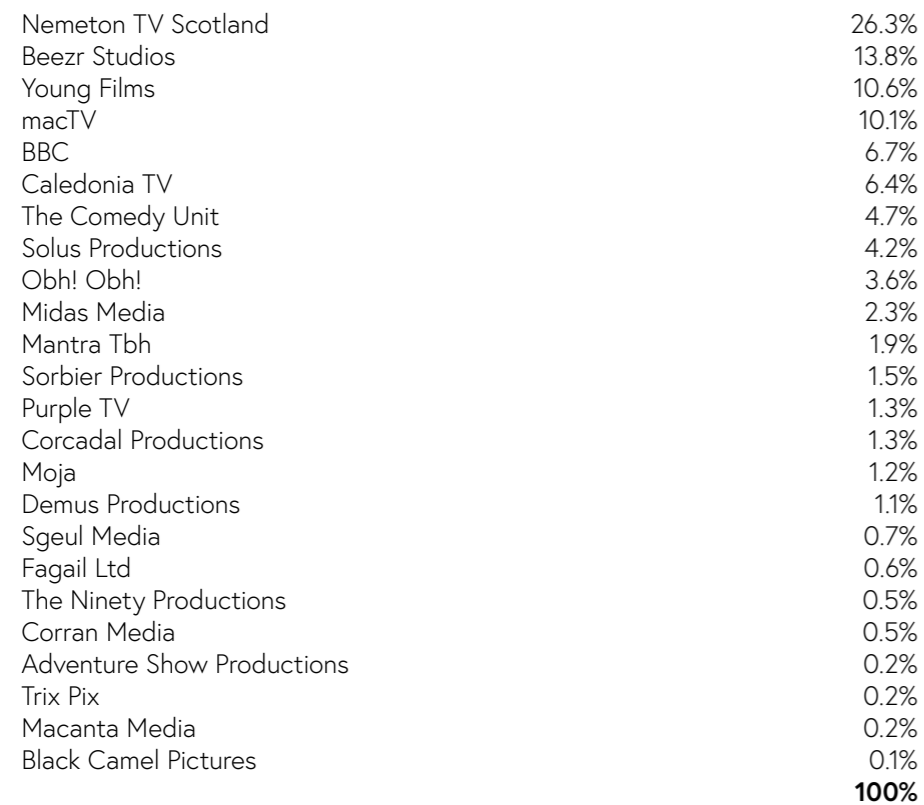 Nemeton TV Scotland 26.3%
Beezr Studios 13.8%
Young Films 10.6%
macTV 10.1%
BBC 6.7%
Caledonia TV 6.4%
The Comedy Unit 4.7%
Solus Productions 4.2%
Obh! Obh! 3.6%
Midas Media 2.3%
Mantra Tbh 1.9%
Sorbier Productions 1.5%
Purple TV 1.3%
Corcadal Productions 1.3%
Moja 1.2%
Demus Productions 1.1%
Sgeul Media 0.7%
Fagail Ltd 0.6%
The Ninety Productions 0.5%
Corran Media 0.5%
Adventure Show Productions 0.2%
Trix Pix 0.2%
Macanta Media 0.2%
Black Camel Pictures 0.1%
100%